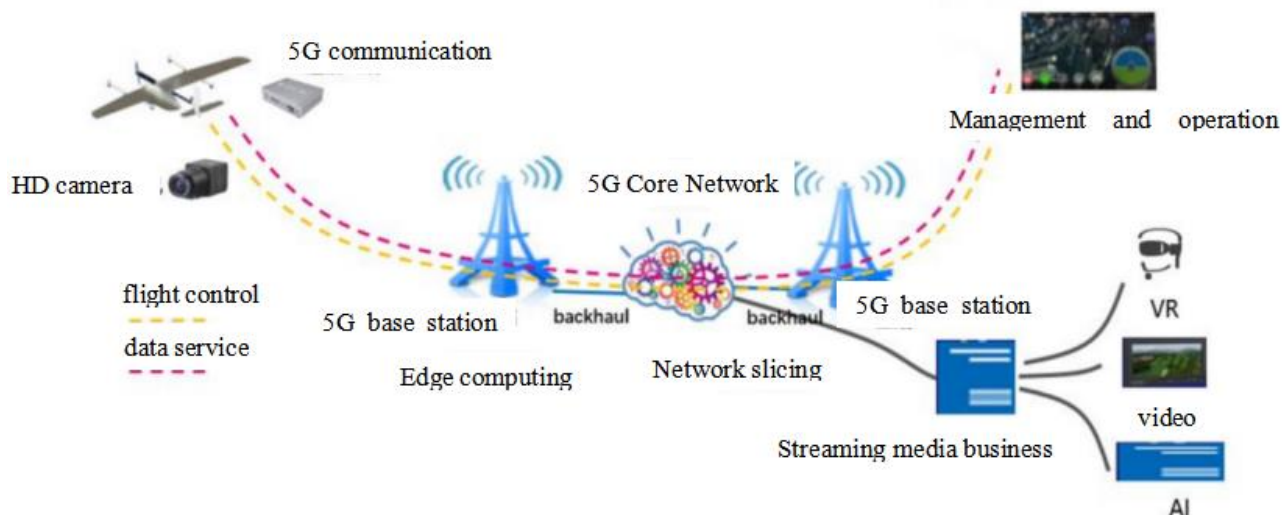 5G communication
Management and operation
HD camera
5G Core Network
flight control
data service
5G base station
backhaul
backhaul
5G base station
VR
Edge computing
Network slicing
video
Streaming media business
AI